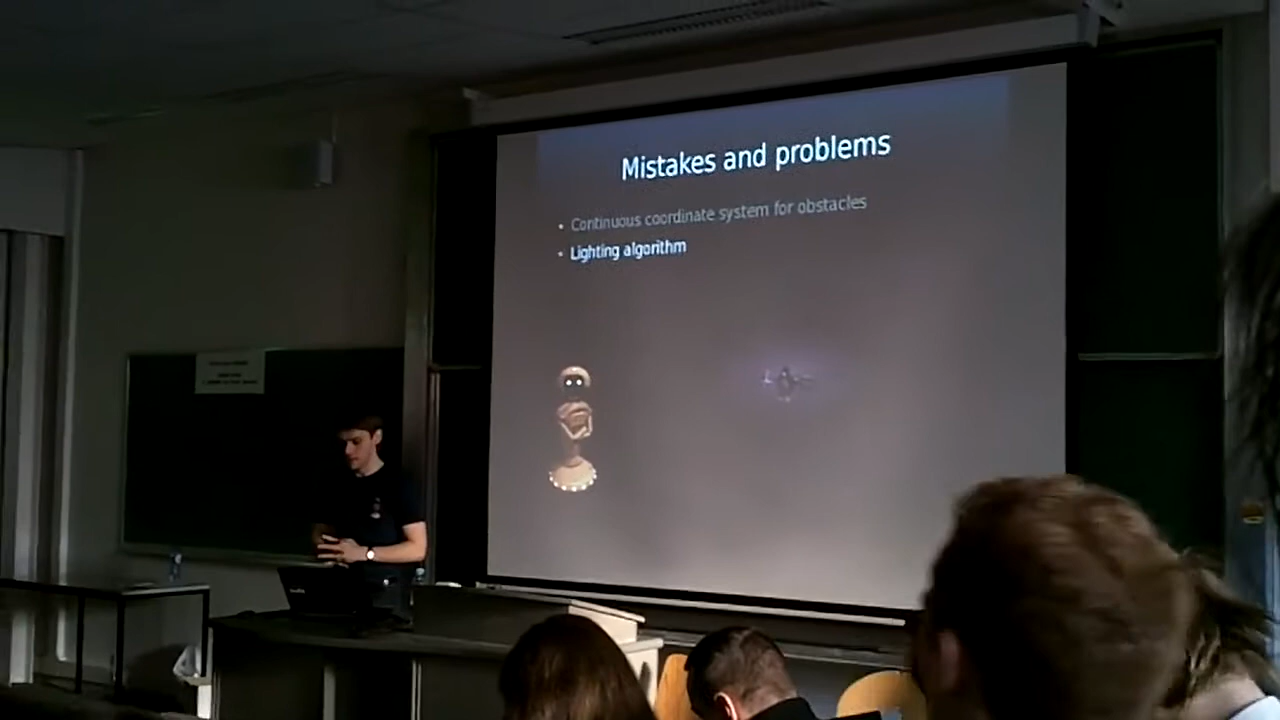 Mistakes and problems
• Continuous coordinate system for obstacles
• Lighting algorithm